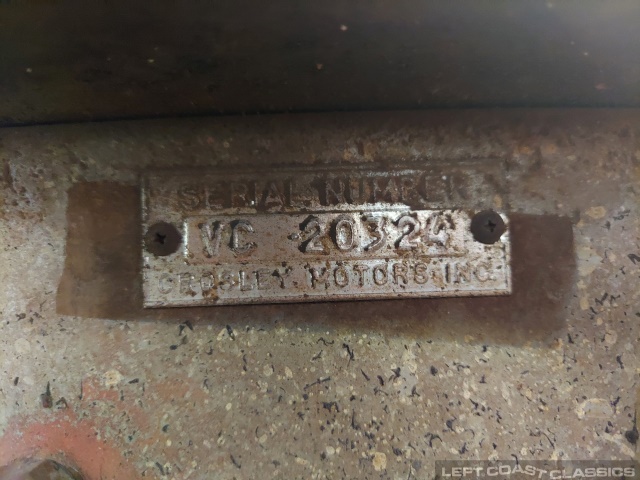 SERIAL NUMBER
VC 20324
CROSLEY MOTORS INC.
LEFT COAST CLASSICS